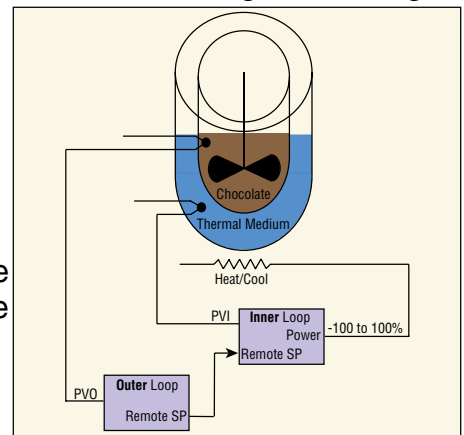 Chocolate
Thermal Medium
Heat/Cool
e
e
PVI
Inner Loop
Power
-100 to 100%
Remote SP
PVO
Outer Loop
Remote SP